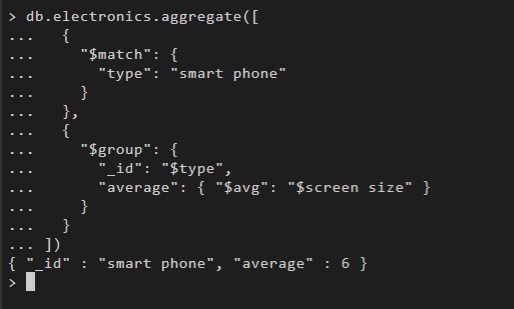 > db.electronics.aggregate([
...    {
...      "$match": {
...        "type": "smart phone"
...      }
...    },
...    {
...      "$group": {
...        "_id": "$type",
...        "average": { "$avg": "$screen size" }
...      }
...    }
... ])
{ "_id" : "smart phone", "average" : 6 }
>